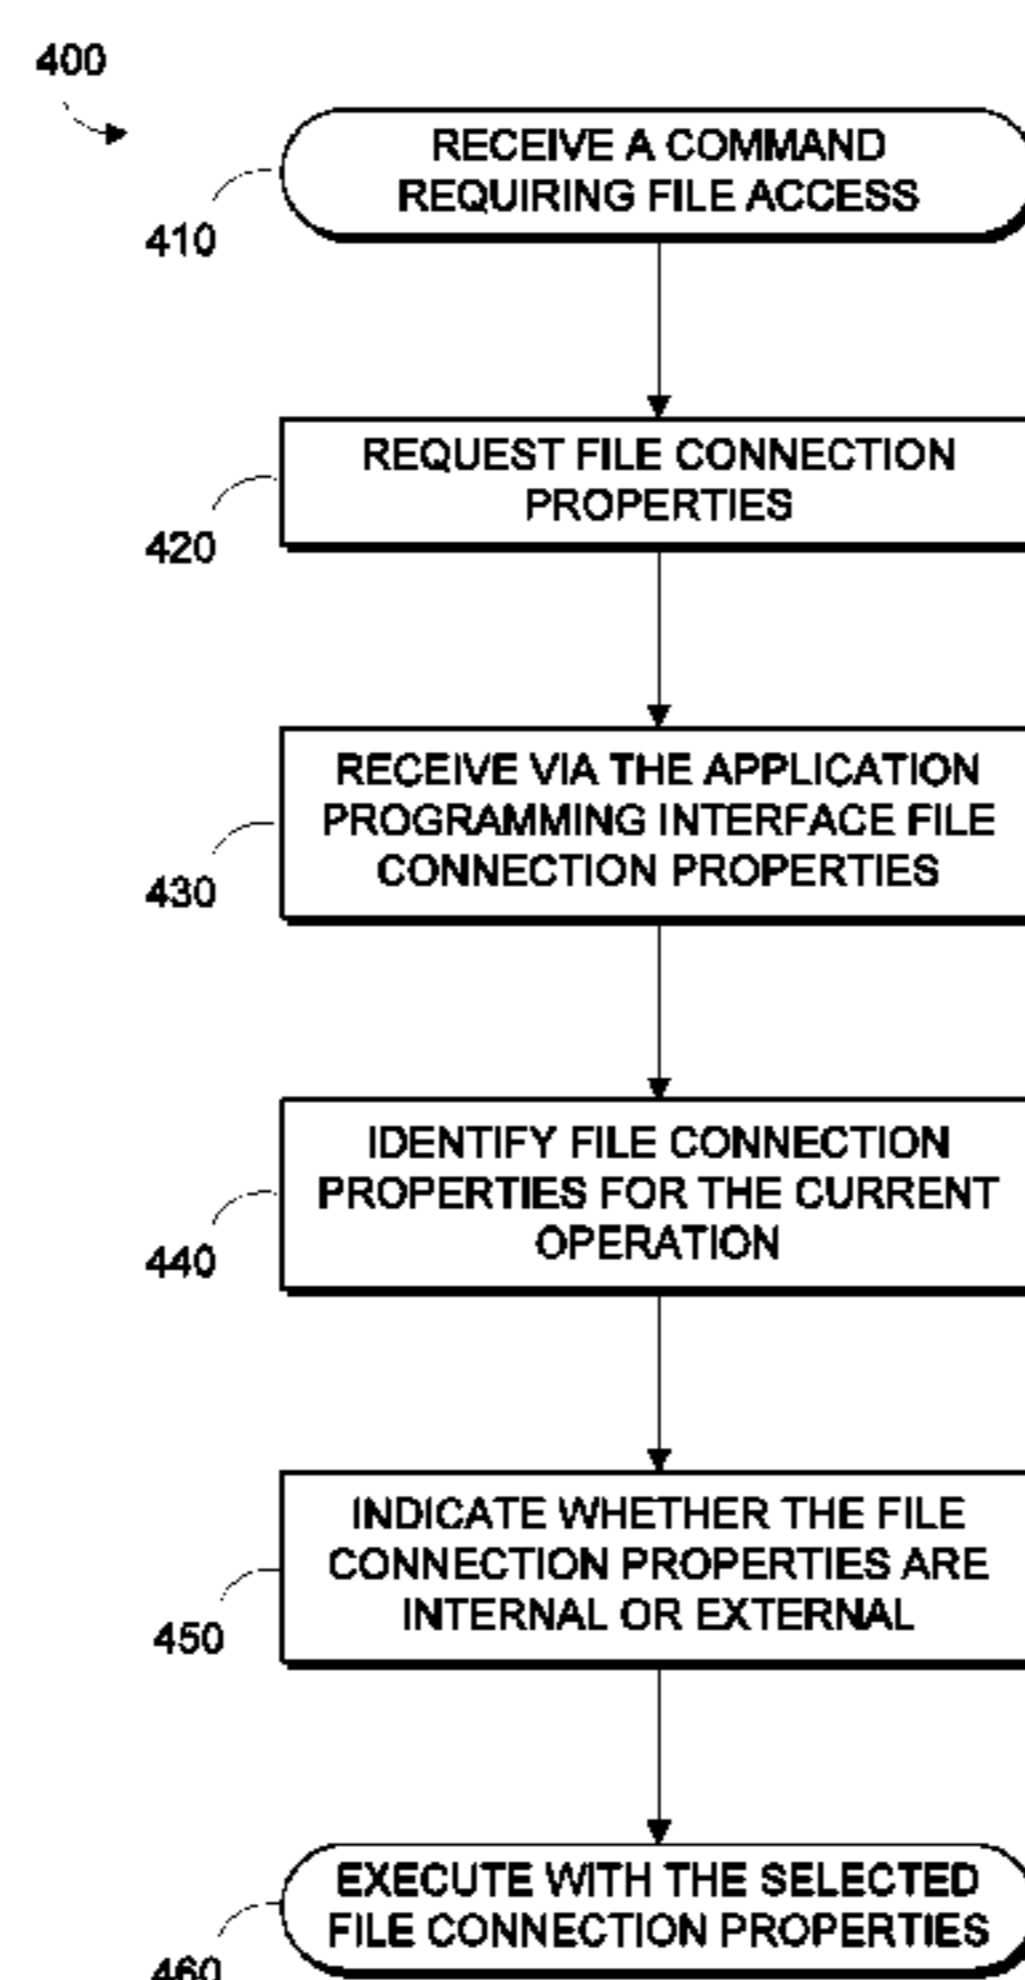 400
RECEIVE A COMMAND
REQUIRING FILE ACCESS
410
REQUEST FILE CONNECTION
PROPERTIES
420
RECEIVE VIA THE APPLICATION
PROGRAMMING INTERFACE FILE
CONNECTION PROPERTIES
430
IDENTIFY FILE CONNECTION
PROPERTIES FOR THE CURRENT
OPERATION
440
INDICATE WHETHER THE FILE
CONNECTION PROPERTIES ARE
INTERNAL OR EXTERNAL
450
EXECUTE WITH THE SELECTED
FILE CONNECTION PROPERTIES
460